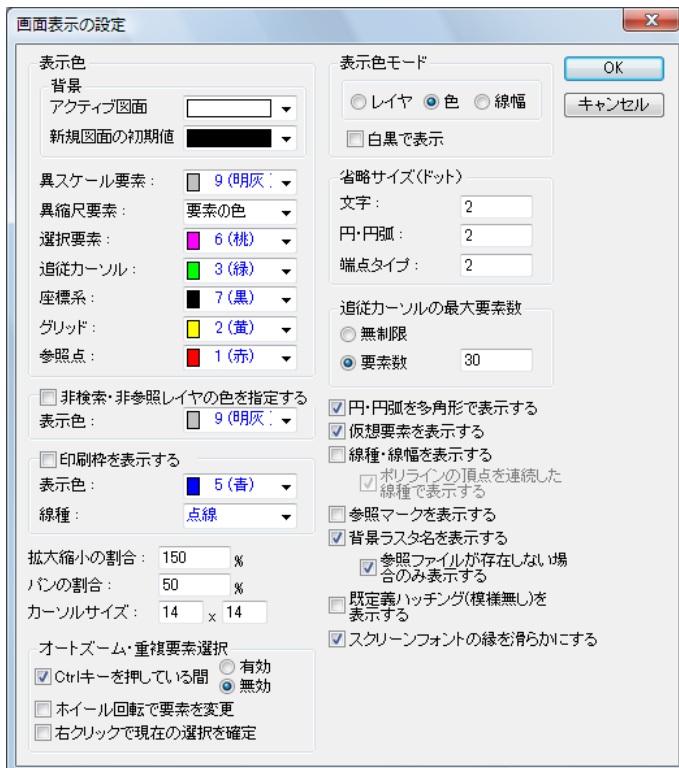 画面表示の設定
表示色
背景
アクティブ図面
新規図面の初期値
異スケール要素：
9 (明灰
異縮尺要素：
要素の色
選択要素：
6 (桃)
追従カーソル：
3 (緑)
座標系：
7 (黒)
グリッド：
2 (黄)
参照点：
1 (赤)
非検索・非参照レイヤの色を指定する
表示色：
9 (明灰
印刷枠を表示する
表示色：
5 (青)
線種：
点線
拡大縮小の割合：
150
%
パンの割合：
50
%
カーソルサイズ：
14 x 14
オートズーム・重複要素選択
Ctrlキーを押している間
有効
無効
ホイール回転で要素を変更
右クリックで現在の選択を確定
表示色モード
レイヤ 色 線幅
白黒で表示
省略サイズ(ドット)
文字：
2
円・円弧：
2
端点タイプ：
2
追従カーソルの最大要素数
無制限
要素数
30
円・円弧を多角形で表示する
仮想要素を表示する
線種・線幅を表示する
ポリラインの頂点を連続した
線種で表示する
参照マークを表示する
背景ラスタ名を表示する
参照ファイルが存在しない場
合のみ表示する
既定義ハッチング(模様無し)を
表示する
スクリーンフォントの縁を滑らかにする
OK
キャンセル